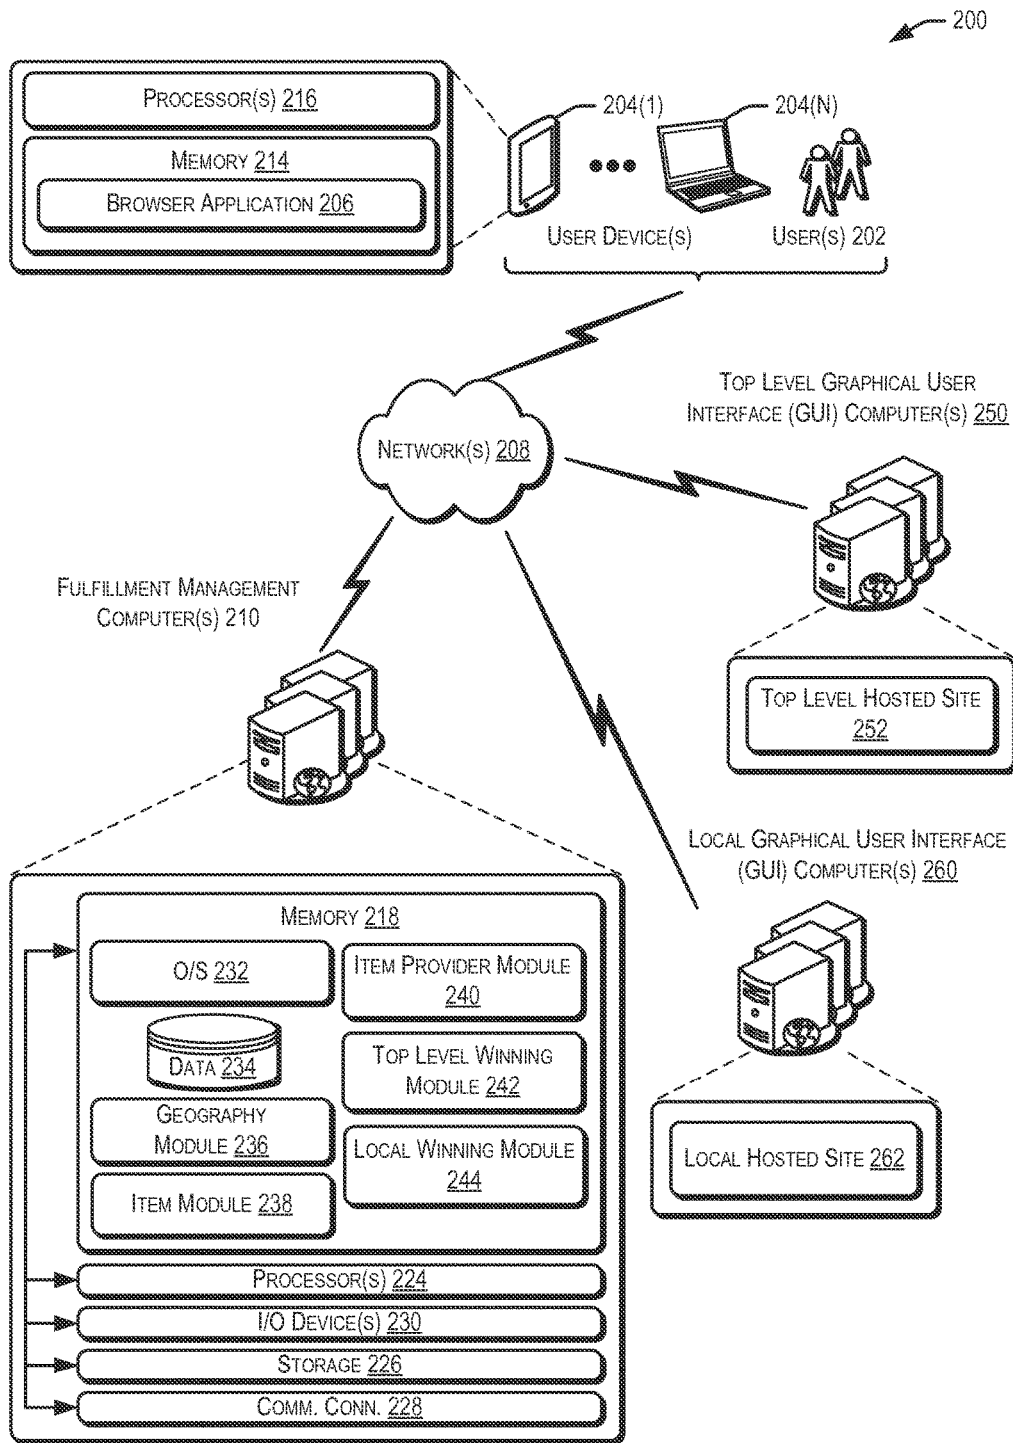 200
PROCESSOR(S) 216
MEMORY 214
BROWSER APPLICATION 206
204(1)
204(N)
USER DEVICE(S)
USER(S) 202
NETWORK(S) 208
TOP LEVEL GRAPHICAL USER
INTERFACE (GUI) COMPUTER(S) 250
TOP LEVEL HOSTED SITE
252
FULFILLMENT MANAGEMENT
COMPUTER(S) 210
LOCAL GRAPHICAL USER INTERFACE
(GUI) COMPUTER(S) 260
LOCAL HOSTED SITE 262
MEMORY 218
O/S 232
DATA 234
GEOGRAPHY
MODULE 236
ITEM MODULE 238
ITEM PROVIDER MODULE
240
TOP LEVEL WINNING
MODULE 242
LOCAL WINNING MODULE
244
PROCESSOR(S) 224
I/O DEVICE(S) 230
STORAGE 226
COMM. CONN. 228